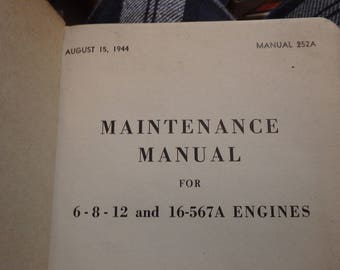 AUGUST 15, 1944 MANUAL 252A
MAINTENANCE
MANUAL
FOR
6-8-12 and 16-567A ENGINES